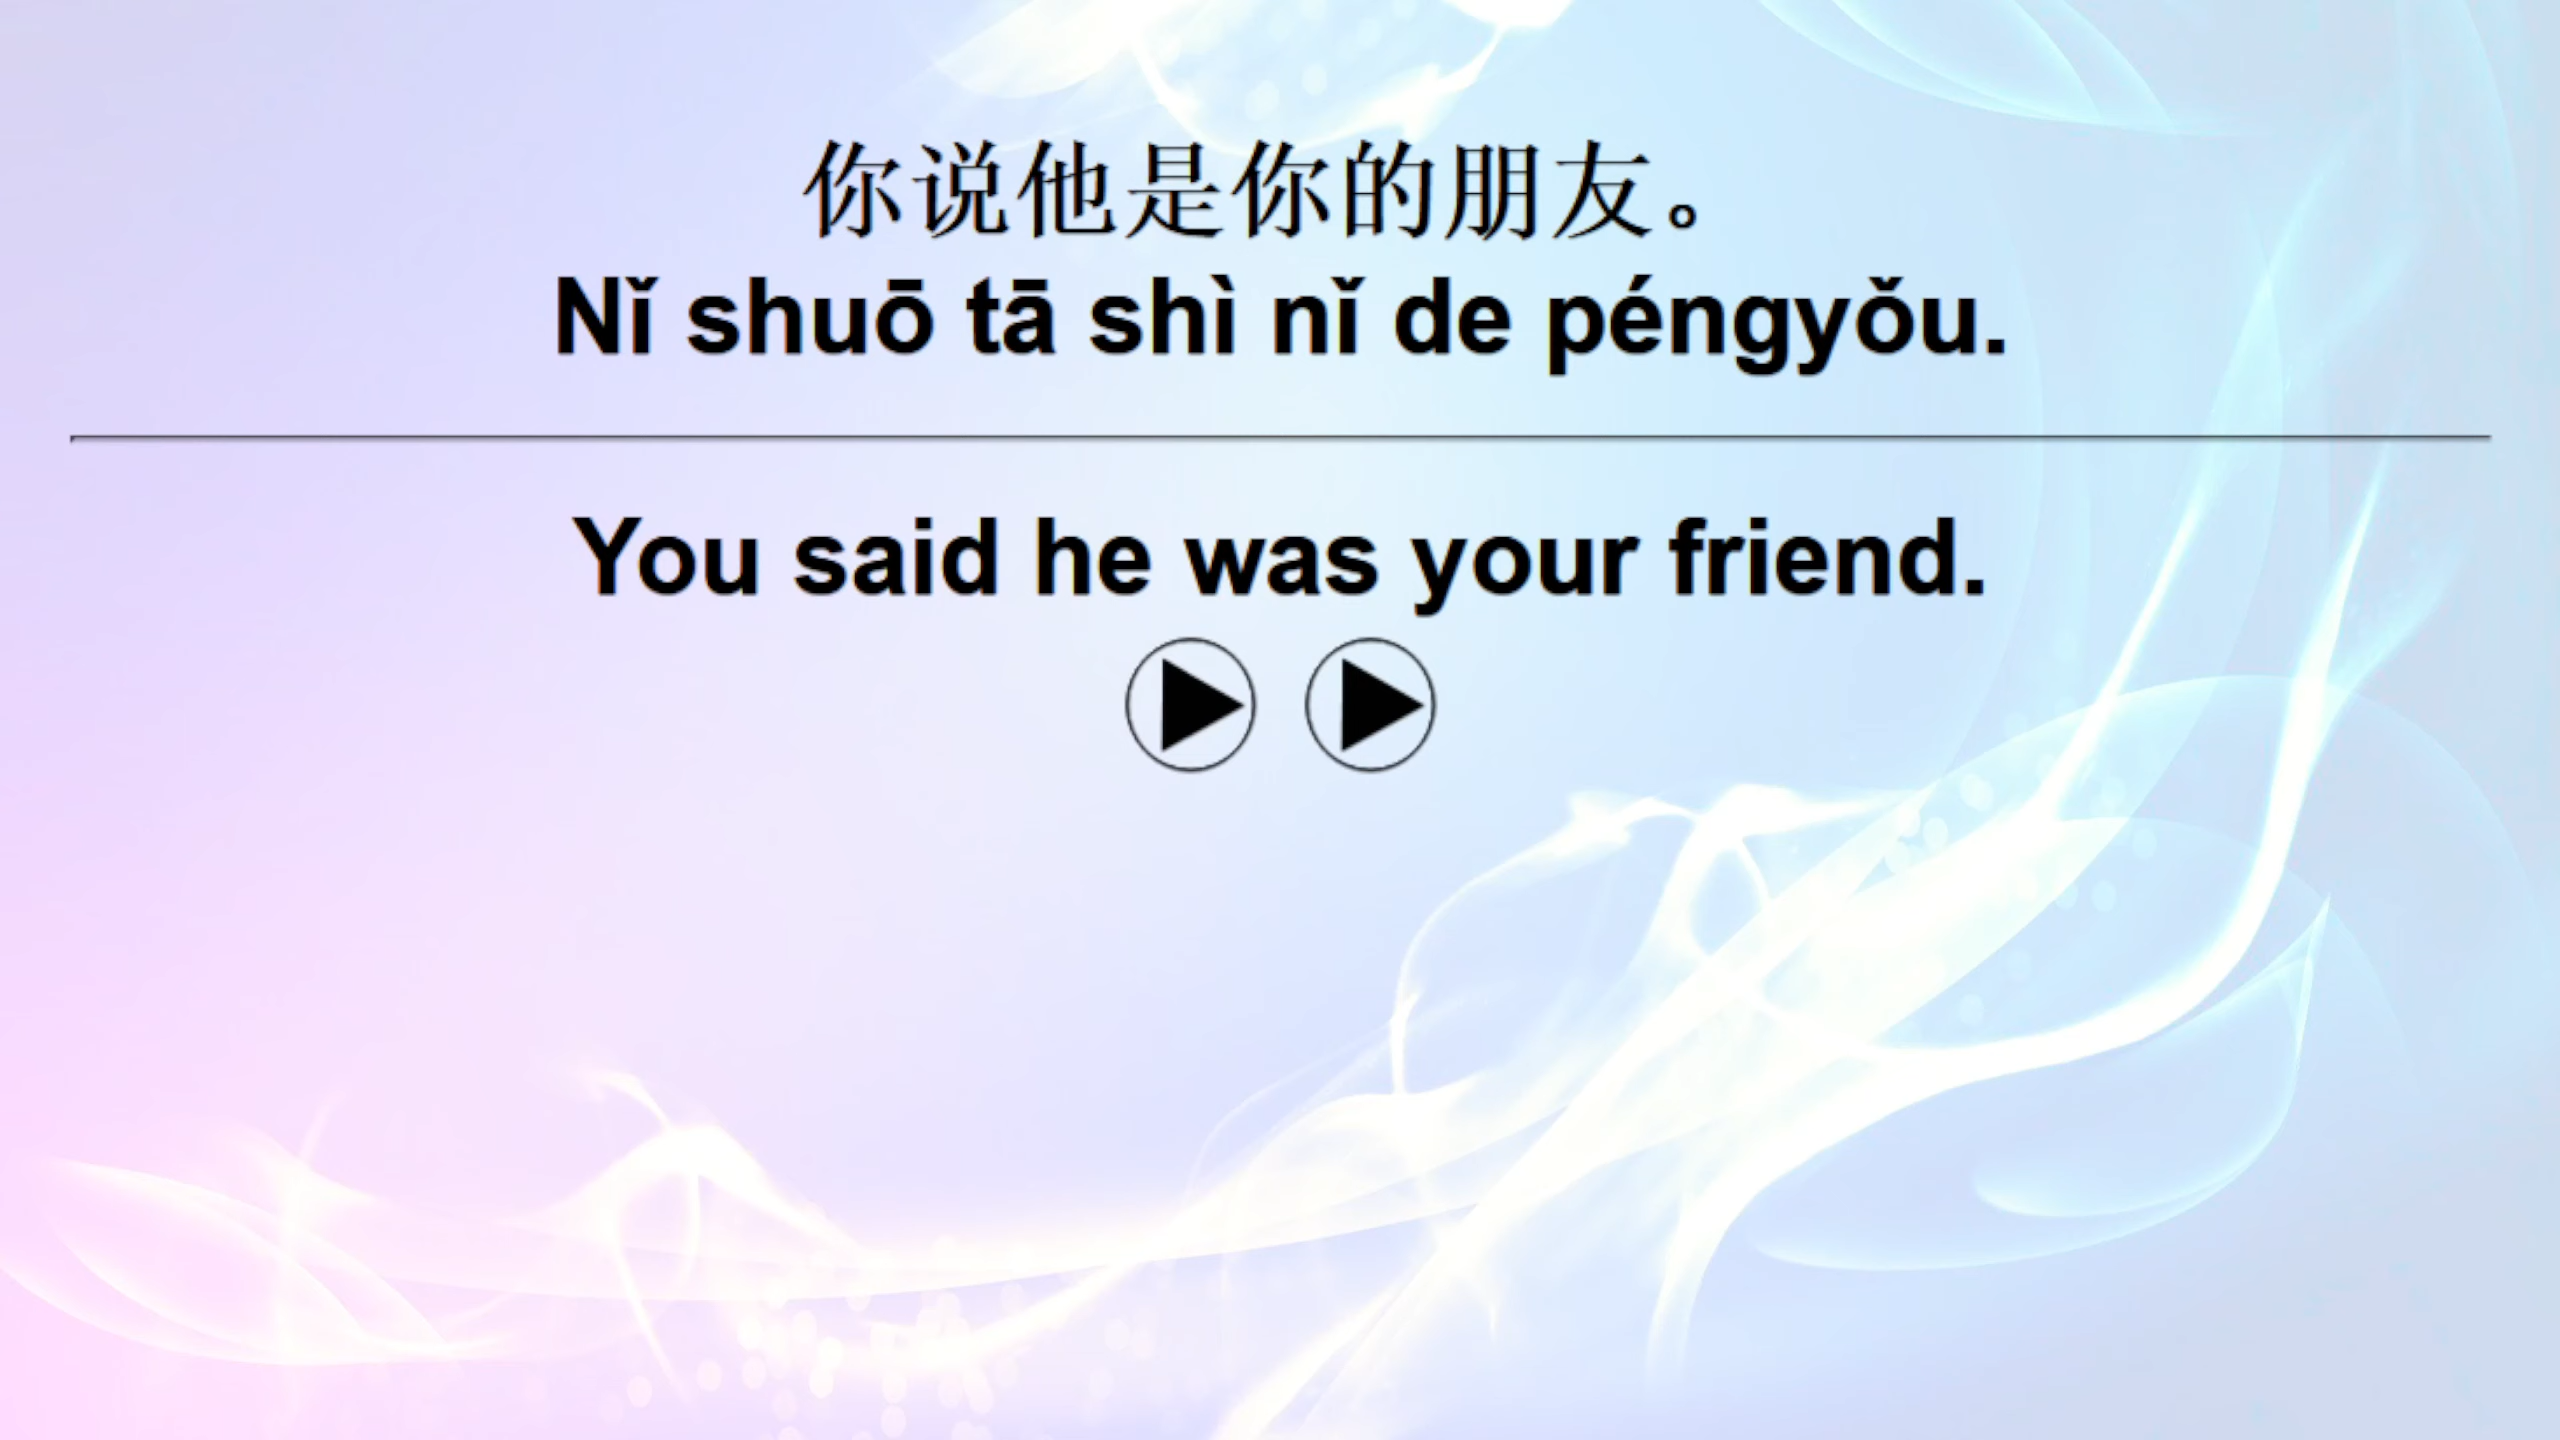 你说他是你的朋友。
Nǐ shuō tā shì nǐ de péngyǒu.
You said he was your friend.